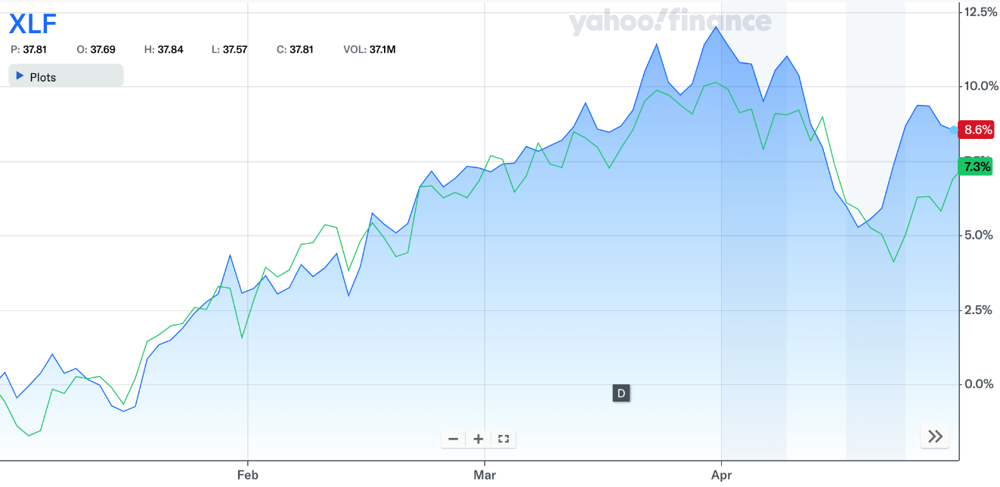 XLF
yahoo!finance
P: 37.81 O: 37.69 H: 37.84 L: 37.57 C: 37.81 VOL: 37.1M
Plots
12.5%
10.0%
8.6%
7.3%
5.0%
2.5%
0.0%
D
Feb Mar Apr